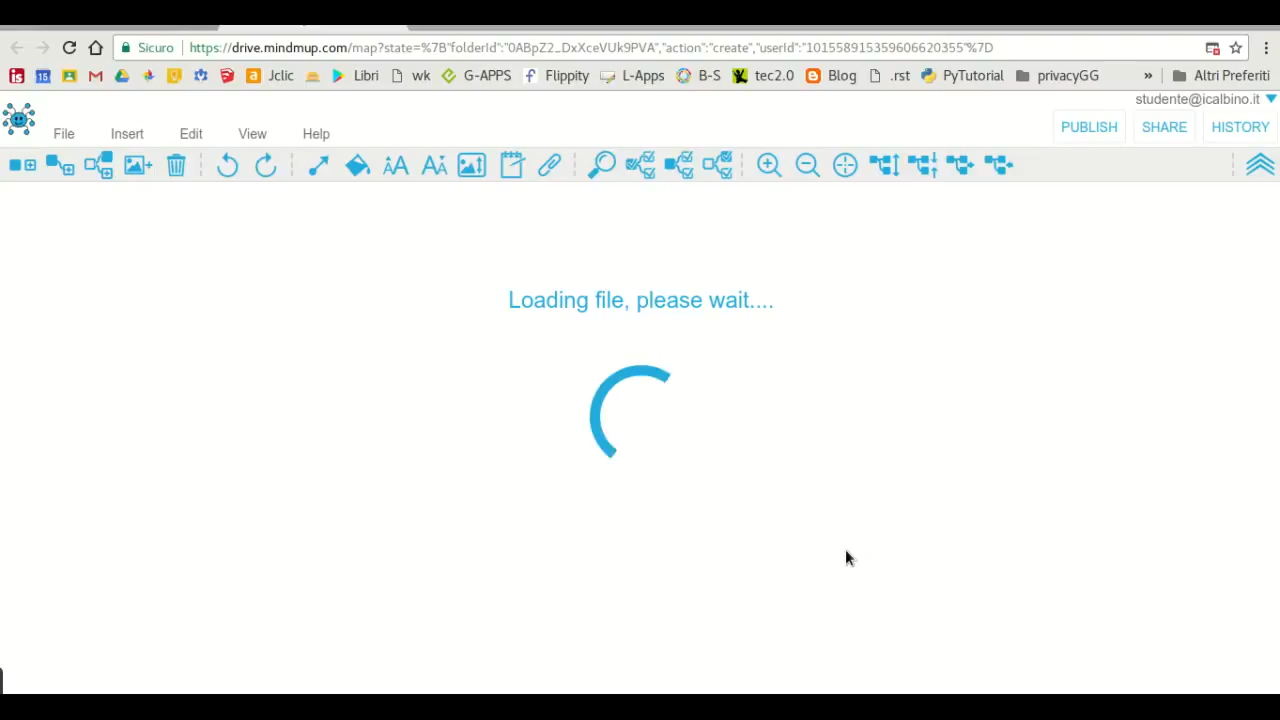 Sicuro https://drive.mindmup.com/map?state=%7B"folderId":"0ABpZ2_DxXceVUk9PVA","action":"create","userId":"101558915359606620355"%7D
is 15 Jclic Libri wk G-APPS Flippity L-Apps B-S tec2.0 Blog .rst PyTutorial privacyGG » Altri Preferiti
studente@icalbino.it
File Insert Edit View Help PUBLISH SHARE HISTORY
Loading file, please wait....